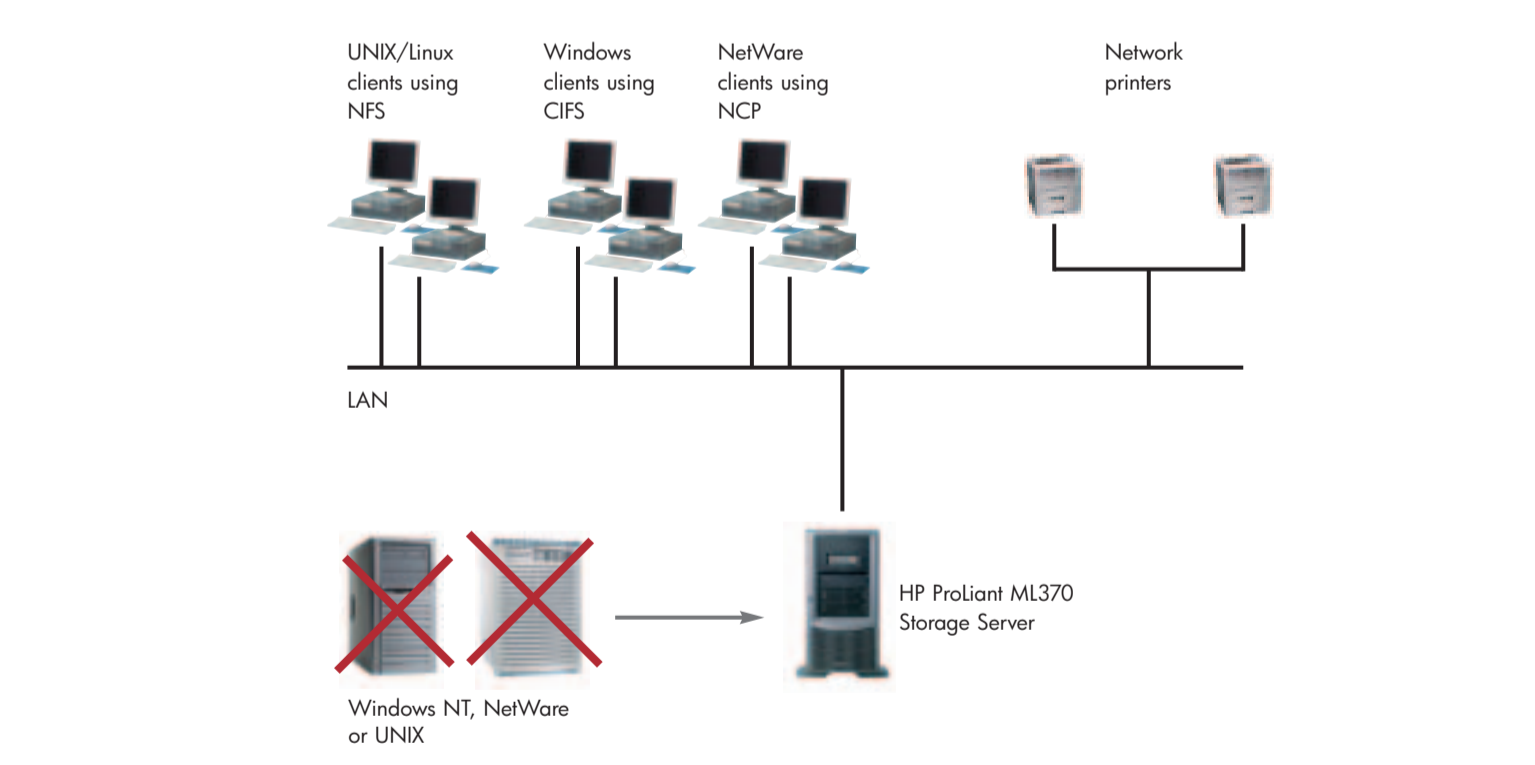 UNIX/Linux
clients using
NFS
Windows
clients using
CIFS
NetWare
clients using
NCP
Network
printers
LAN
HP ProLiant ML370
Storage Server
Windows NT, NetWare
or UNIX